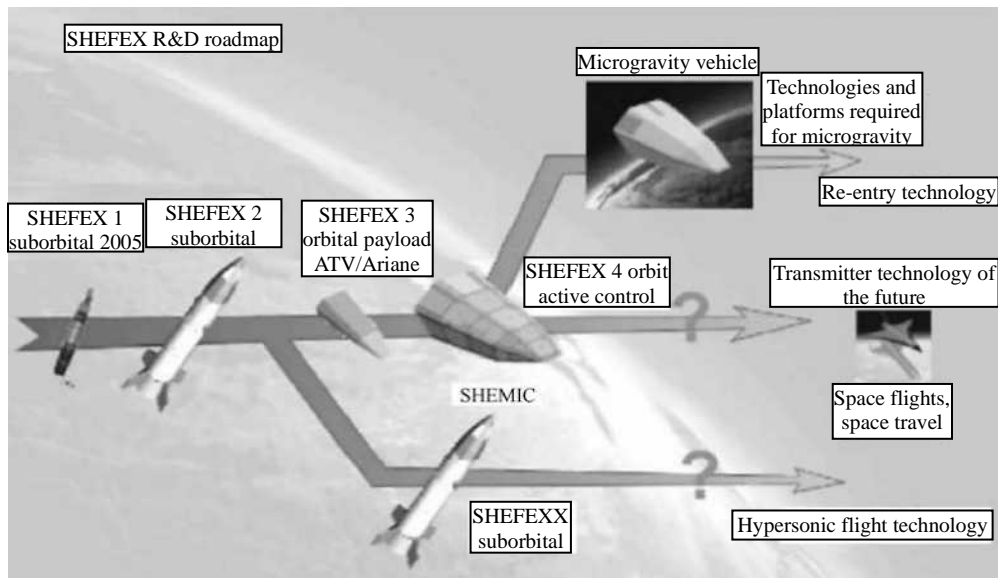 SHEFEX R&D roadmap
Microgravity vehicle
Technologies and
platforms required
for microgravity
Re-entry technology
SHEFEX 1
suborbital 2005
SHEFEX 2
suborbital
SHEFEX 3
orbital payload
ATV/Ariane
SHEFEX 4 orbit
active control
?
Transmitter technology of
the future
Space flights,
space travel
SHEMIC
?
SHEFEXX
suborbital
Hypersonic flight technology